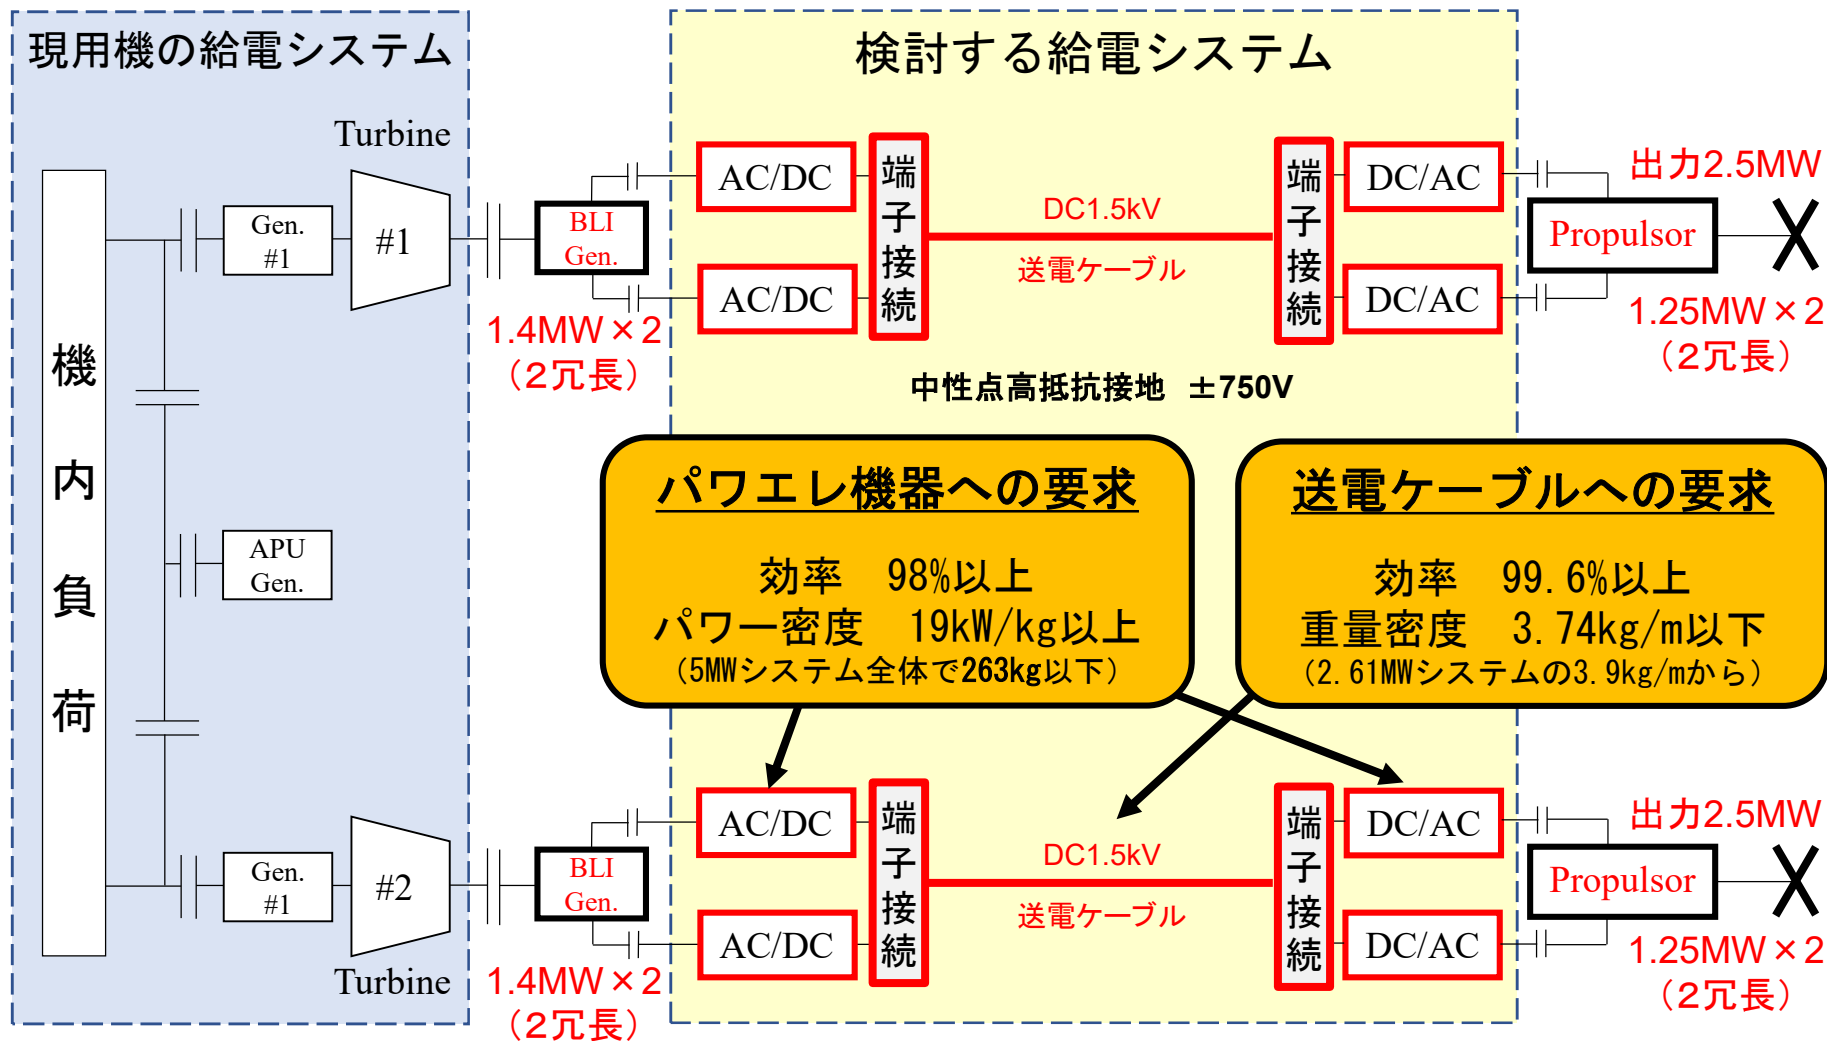 現用機の給電システム
検討する給電システム
Turbine
Gen.
#1
#1
BLI
Gen.
1.4MW×2
（2冗長）
AC/DC
AC/DC
端子接続
DC1.5kV
送電ケーブル
端子接続
DC/AC
DC/AC
出力2.5MW
Propulsor
1.25MW×2
（2冗長）
機内負荷
中性点高抵抗接地　±750V
パワエレ機器への要求
効率　98%以上
パワー密度　19kW/kg以上
（5MWシステム全体で263kg以下）
送電ケーブルへの要求
効率　99.6%以上
重量密度　3.74kg/m以下
（2.61MWシステムの3.9kg/mから）
APU
Gen.
Gen.
#1
#2
Turbine
BLI
Gen.
1.4MW×2
（2冗長）
AC/DC
AC/DC
端子接続
DC1.5kV
送電ケーブル
端子接続
DC/AC
DC/AC
出力2.5MW
Propulsor
1.25MW×2
（2冗長）